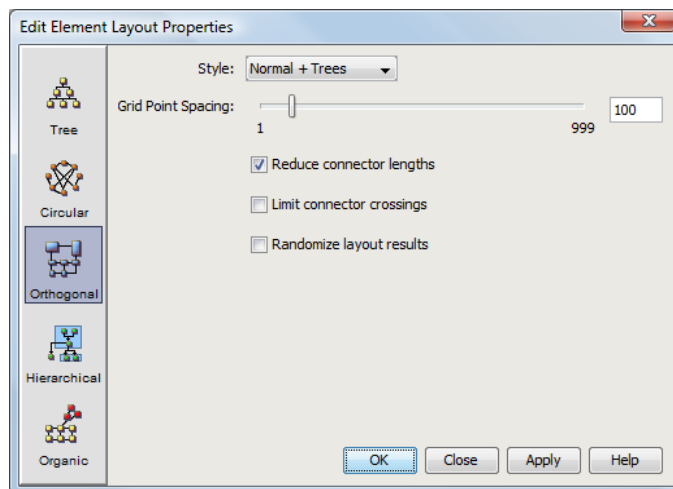 Edit Element Layout Properties
Tree
Circular
Orthogonal
Hierarchical
Organic
Style: Normal + Trees
Grid Point Spacing: 100
1 999
Reduce connector lengths
Limit connector crossings
Randomize layout results
OK Close Apply Help